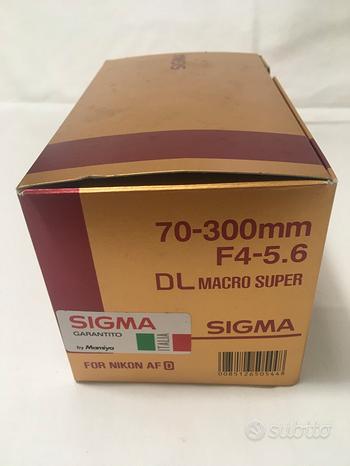 SIGMA
70-300mm
F4-5.6
DL MACRO SUPER
SIGMA
GARANTITO
by Mamiya
ITALIA
SIGMA
FOR NIKON AF D
0085126505448
subito